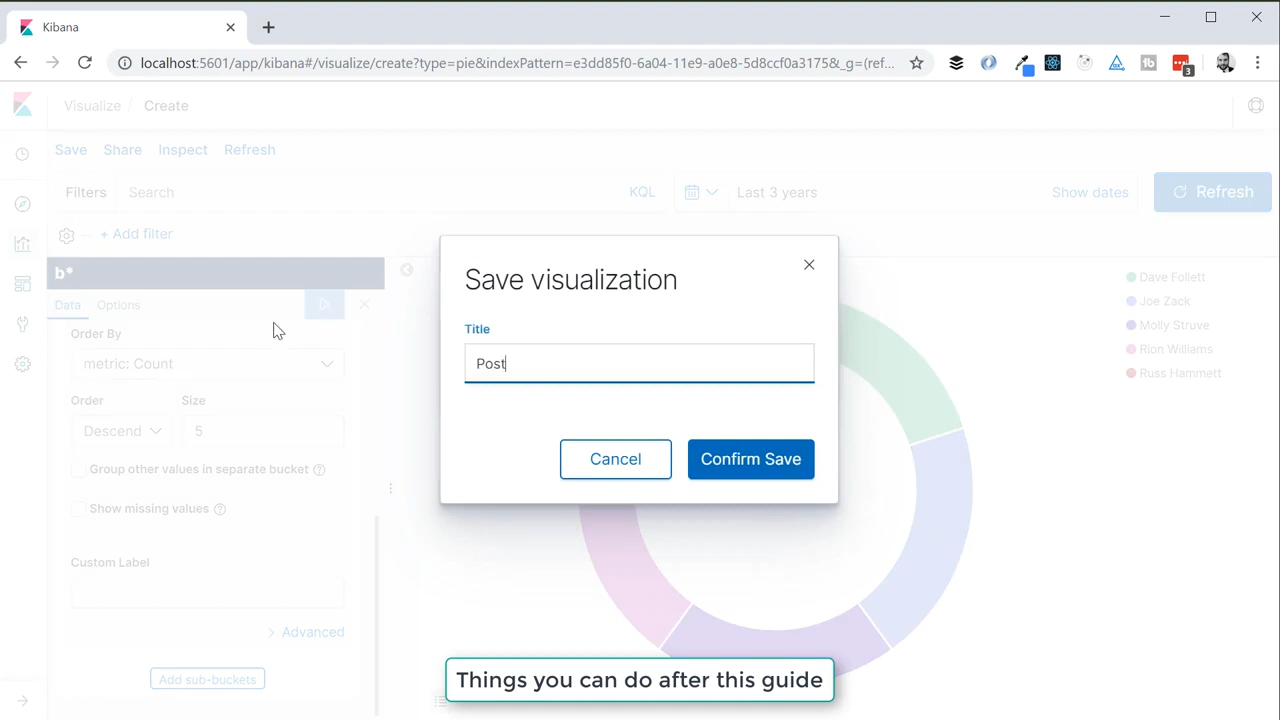 Kibana
localhost:5601/app/kibana#/visualize/create?type=pie&indexPattern=e3dd85f0-6a04-11e9-a0e8-5d8ccf0a3175&_g=(ref...
3
Visualize / Create
Save Share Inspect Refresh
Filters Search KQL Last 3 years Show dates Refresh
+ Add filter
b*
Data Options
Order By
metric: Count
Order Size
Descend 5
Group other values in separate bucket
Show missing values
Custom Label
> Advanced
Add sub-buckets
Save visualization
Title
Post
Cancel Confirm Save
Dave Follett
Joe Zack
Molly Struve
Rion Williams
Russ Hammett
Things you can do after this guide